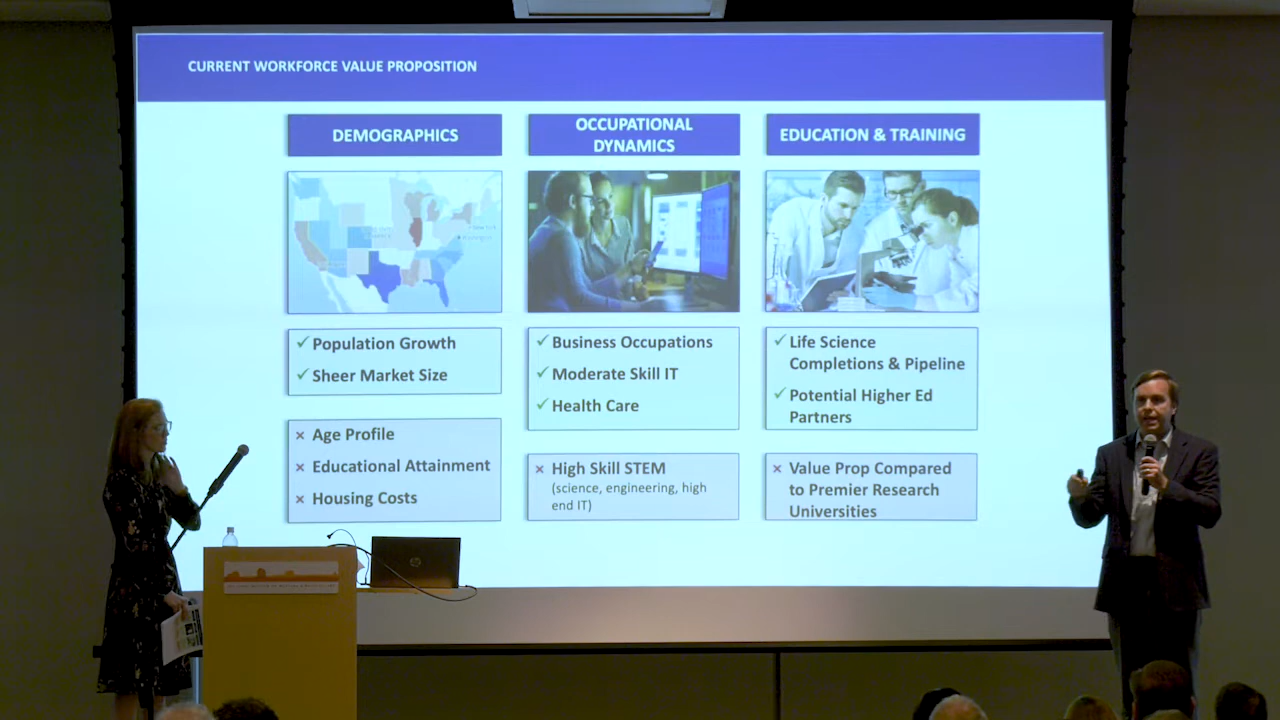 CURRENT WORKFORCE VALUE PROPOSITION
DEMOGRAPHICS
✓ Population Growth
✓ Sheer Market Size
× Age Profile
× Educational Attainment
× Housing Costs
OCCUPATIONAL
DYNAMICS
✓ Business Occupations
✓ Moderate Skill IT
✓ Health Care
× High Skill STEM
(science, engineering, high
end IT)
EDUCATION & TRAINING
✓ Life Science
Completions & Pipeline
✓ Potential Higher Ed
Partners
× Value Prop Compared
to Premier Research
Universities